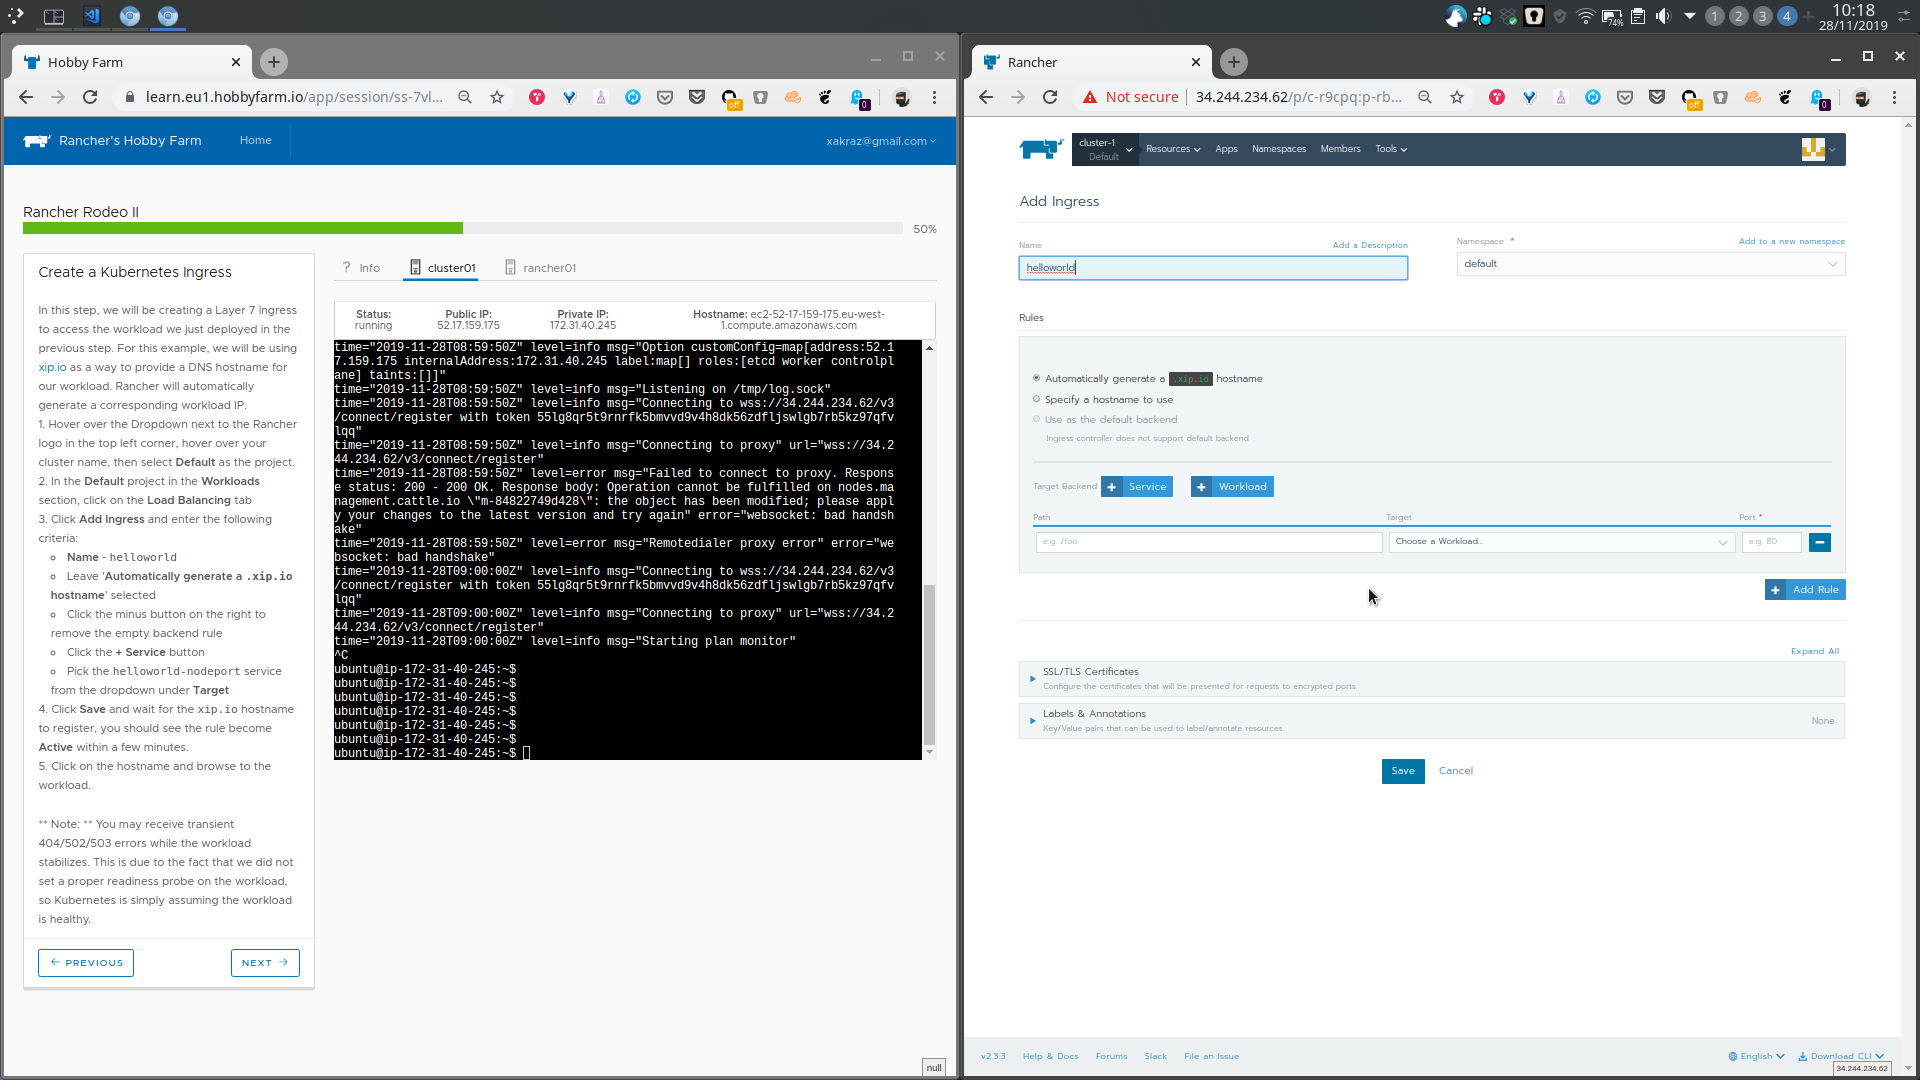 74%
1
2
3
4
10:18
28/11/2019
Hobby Farm
learn.eu1.hobbyfarm.io/app/session/ss-7vl...
off
0
Rancher's Hobby Farm
Home
xakraz@gmail.com
Rancher Rodeo II
50%
Create a Kubernetes Ingress
In this step, we will be creating a Layer 7 ingress
to access the workload we just deployed in the
previous step. For this example, we will be using
xip.io as a way to provide a DNS hostname for
our workload. Rancher will automatically
generate a corresponding workload IP.
1. Hover over the Dropdown next to the Rancher
logo in the top left corner, hover over your
cluster name, then select Default as the project.
2. In the Default project in the Workloads
section, click on the Load Balancing tab
3. Click Add Ingress and enter the following
criteria:
Name - helloworld
Leave 'Automatically generate a .xip.io
hostname' selected
Click the minus button on the right to
remove the empty backend rule
Click the + Service button
Pick the helloworld-nodeport service
from the dropdown under Target
4. Click Save and wait for the xip.io hostname
to register, you should see the rule become
Active within a few minutes.
5. Click on the hostname and browse to the
workload.
** Note: ** You may receive transient
404/502/503 errors while the workload
stabilizes. This is due to the fact that we did not
set a proper readiness probe on the workload,
so Kubernetes is simply assuming the workload
is healthy.
PREVIOUS
NEXT
? Info
cluster01
rancher01
Status:
running
Public IP:
52.17.159.175
Private IP:
172.31.40.245
Hostname: ec2-52-17-159-175.eu-west-
1.compute.amazonaws.com
time="2019-11-28T08:59:50Z" level=info msg="Option customConfig=map[address:52.1
7.159.175 internalAddress:172.31.40.245 label:map[] roles:[etcd worker controlpl
ane] taints:[]]"
time="2019-11-28T08:59:50Z" level=info msg="Listening on /tmp/log.sock"
time="2019-11-28T08:59:50Z" level=info msg="Connecting to wss://34.244.234.62/v3
/connect/register with token 55lg8qr5t9rnrfk5bmvvd9v4h8dk56zdfljswlgb7rb5kz97qfv
lqq"
time="2019-11-28T08:59:50Z" level=info msg="Connecting to proxy" url="wss://34.2
44.234.62/v3/connect/register"
time="2019-11-28T08:59:50Z" level=error msg="Failed to connect to proxy. Respons
e status: 200 - 200 OK. Response body: Operation cannot be fulfilled on nodes.ma
nagement.cattle.io \"m-84822749d428\": the object has been modified; please appl
y your changes to the latest version and try again" error="websocket: bad handsh
ake"
time="2019-11-28T08:59:50Z" level=error msg="Remotedialer proxy error" error="we
bsocket: bad handshake"
time="2019-11-28T09:00:00Z" level=info msg="Connecting to wss://34.244.234.62/v3
/connect/register with token 55lg8qr5t9rnrfk5bmvvd9v4h8dk56zdfljswlgb7rb5kz97qfv
lqq"
time="2019-11-28T09:00:00Z" level=info msg="Connecting to proxy" url="wss://34.2
44.234.62/v3/connect/register"
time="2019-11-28T09:00:00Z" level=info msg="Starting plan monitor"
^C
ubuntu@ip-172-31-40-245:~$
ubuntu@ip-172-31-40-245:~$
ubuntu@ip-172-31-40-245:~$
ubuntu@ip-172-31-40-245:~$
ubuntu@ip-172-31-40-245:~$
ubuntu@ip-172-31-40-245:~$
ubuntu@ip-172-31-40-245:~$
null
Rancher
Not secure
34.244.234.62/p/c-r9cpq:p-rb...
off
0
cluster-1
Default
Resources
Apps
Namespaces
Members
Tools
Add Ingress
Name
Add a Description
helloworld
Namespace *
Add to a new namespace
default
Rules
Automatically generate a .xip.io hostname
Specify a hostname to use
Use as the default backend
Ingress controller does not support default backend
Target Backend
+ Service
+ Workload
Path
Target
Port *
e.g. /foo
Choose a Workload...
e.g. 80
+ Add Rule
Expand All
SSL/TLS Certificates
Configure the certificates that will be presented for requests to encrypted ports.
Labels & Annotations
Key/Value pairs that can be used to label/annotate resources.
None
Save
Cancel
v2.3.3
Help & Docs
Forums
Slack
File an Issue
English
Download CLI
34.244.234.62